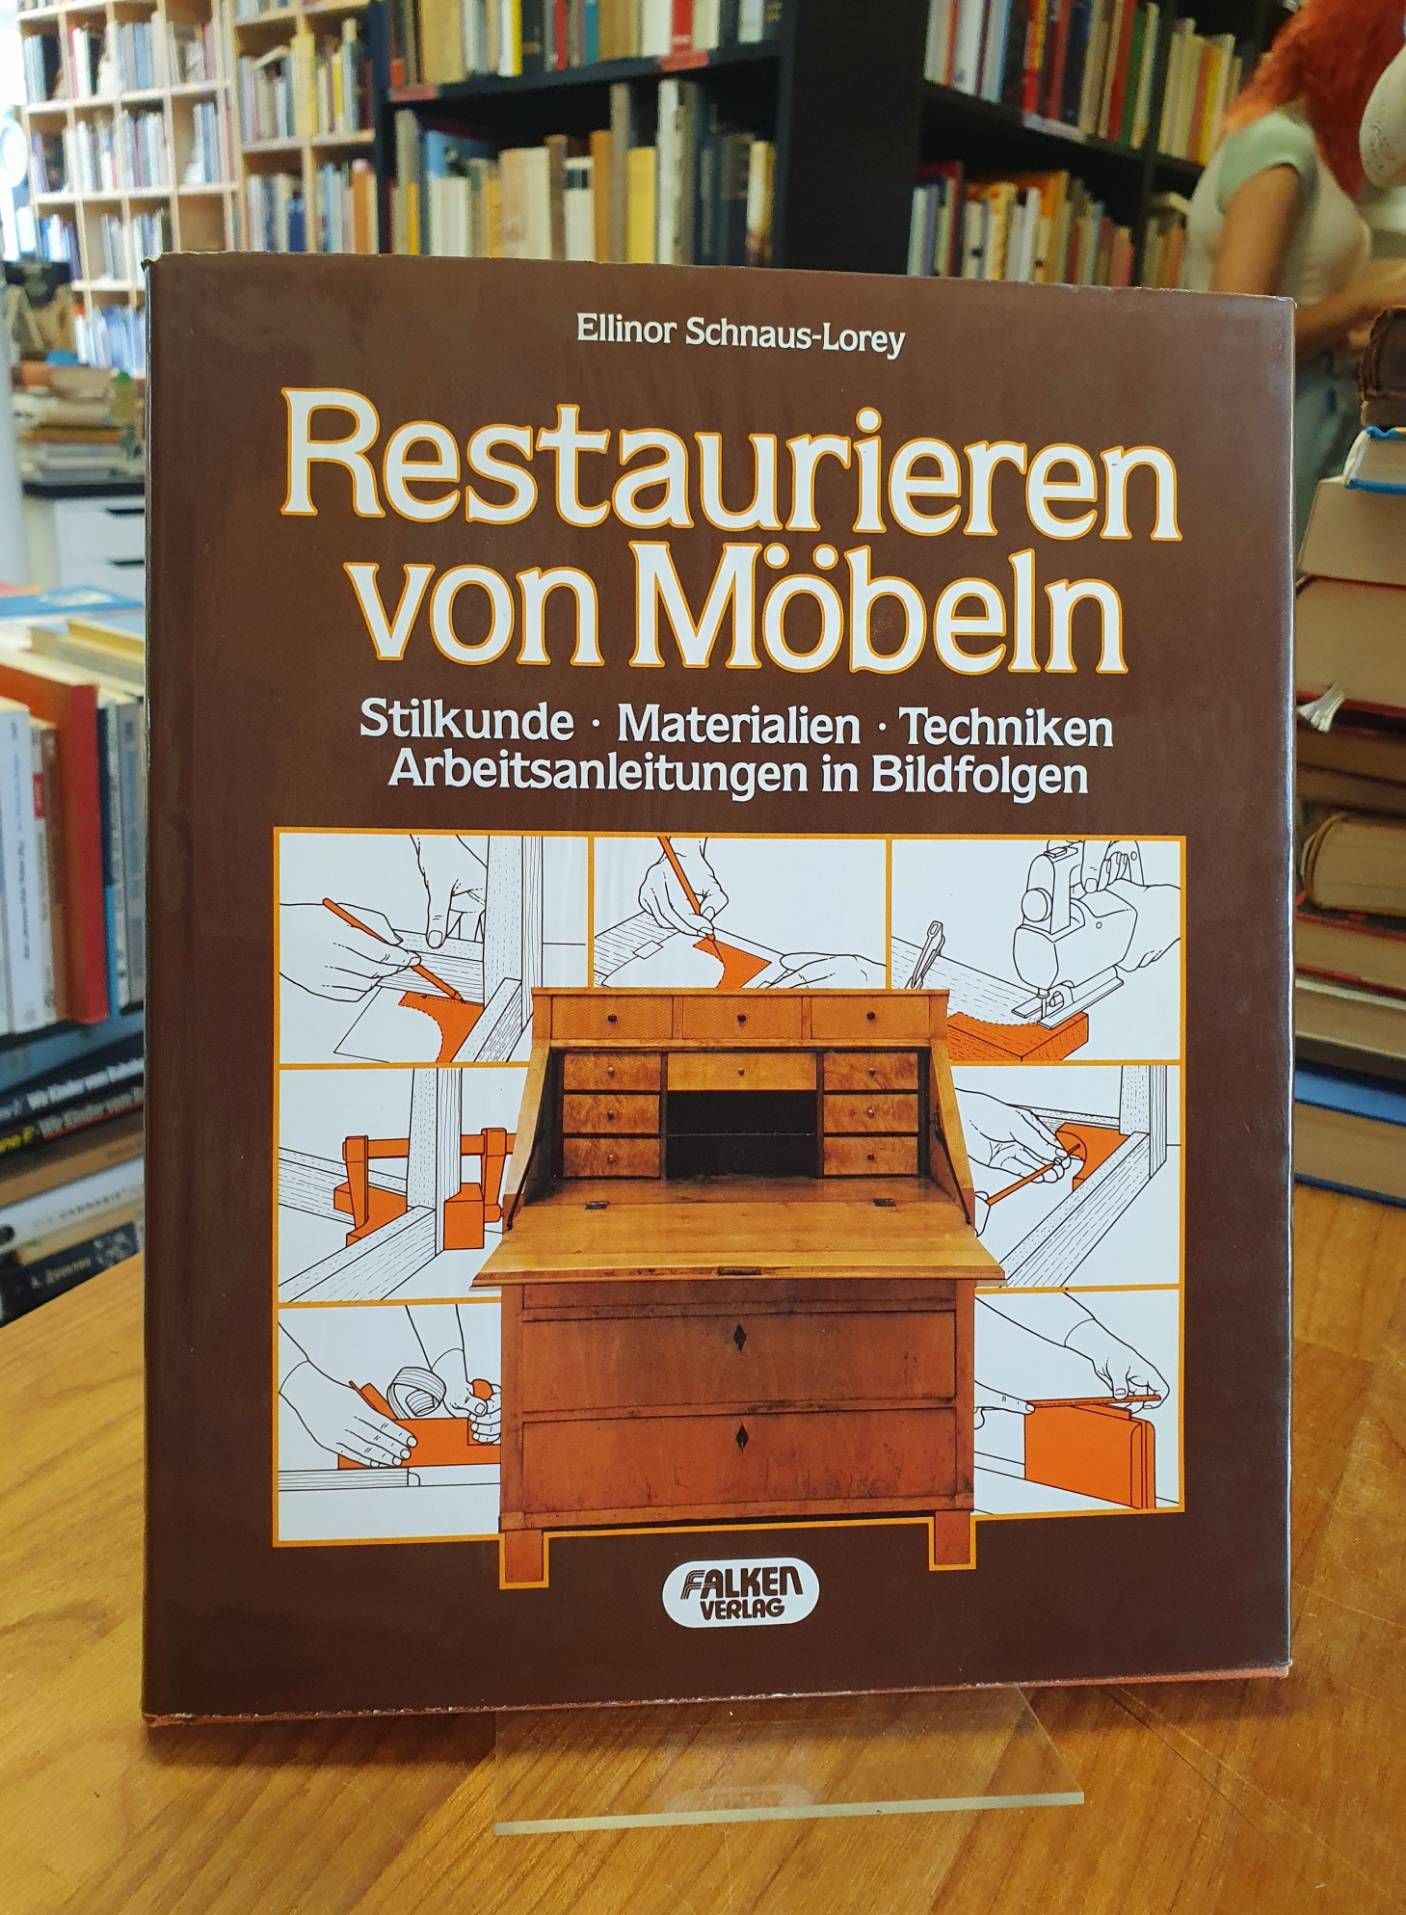 Ellinor Schnaus-Lorey
Restaurieren
von Möbeln
Stilkunde · Materialien · Techniken
Arbeitsanleitungen in Bildfolgen
FALKEN
VERLAG